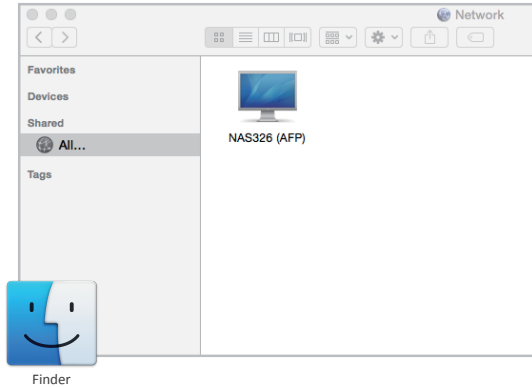 Network
Favorites
Devices
Shared
All...
Tags
NAS326 (AFP)
Finder